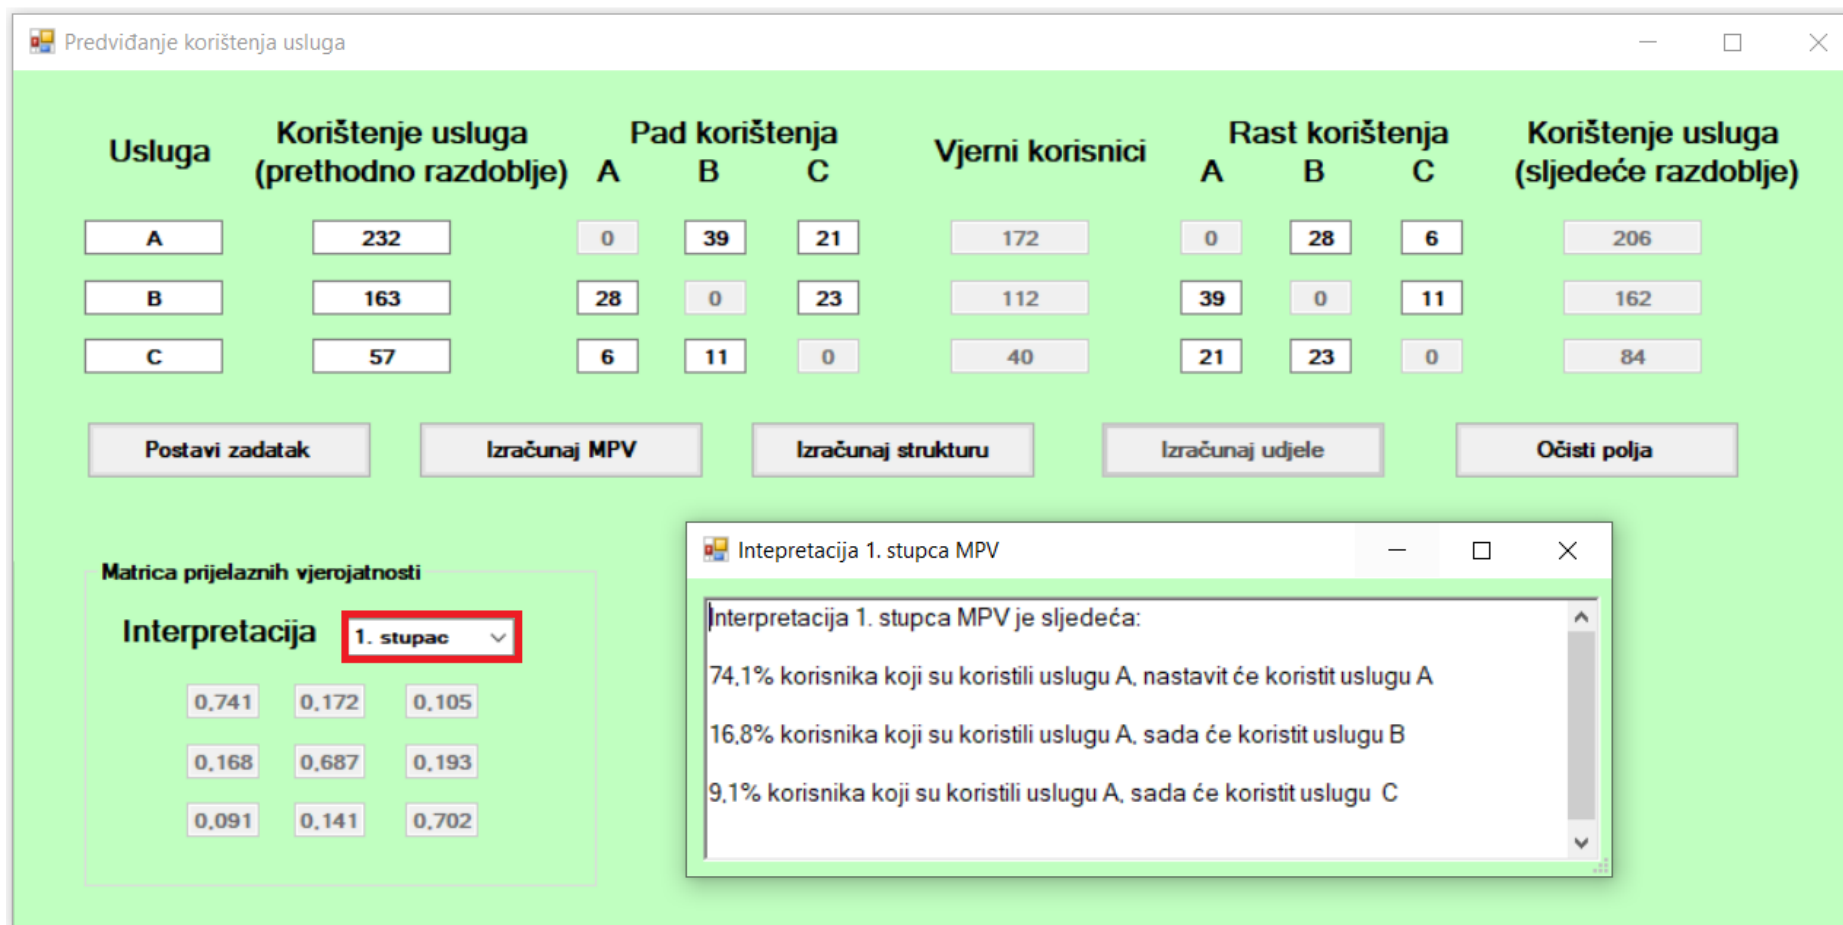 Predviđanje korištenja usluga
Usluga Korištenje usluga (prethodno razdoblje) Pad korištenja A B C Vjerni korisnici Rast korištenja A B C Korištenje usluga (sljedeće razdoblje)
A 232 0 39 21 172 0 28 6 206
B 163 28 0 23 112 39 0 11 162
C 57 6 11 0 40 21 23 0 84
Postavi zadatak Izračunaj MPV Izračunaj strukturu Izračunaj udjele Očisti polja
Matrica prijelaznih vjerojatnosti
Interpretacija 1. stupac
0,741 0,172 0,105
0,168 0,687 0,193
0,091 0,141 0,702
Intepretacija 1. stupca MPV
Interpretacija 1. stupca MPV je sljedeća:
74,1% korisnika koji su koristili uslugu A, nastavit će koristit uslugu A
16,8% korisnika koji su koristili uslugu A, sada će koristit uslugu B
9,1% korisnika koji su koristili uslugu A, sada će koristit uslugu C